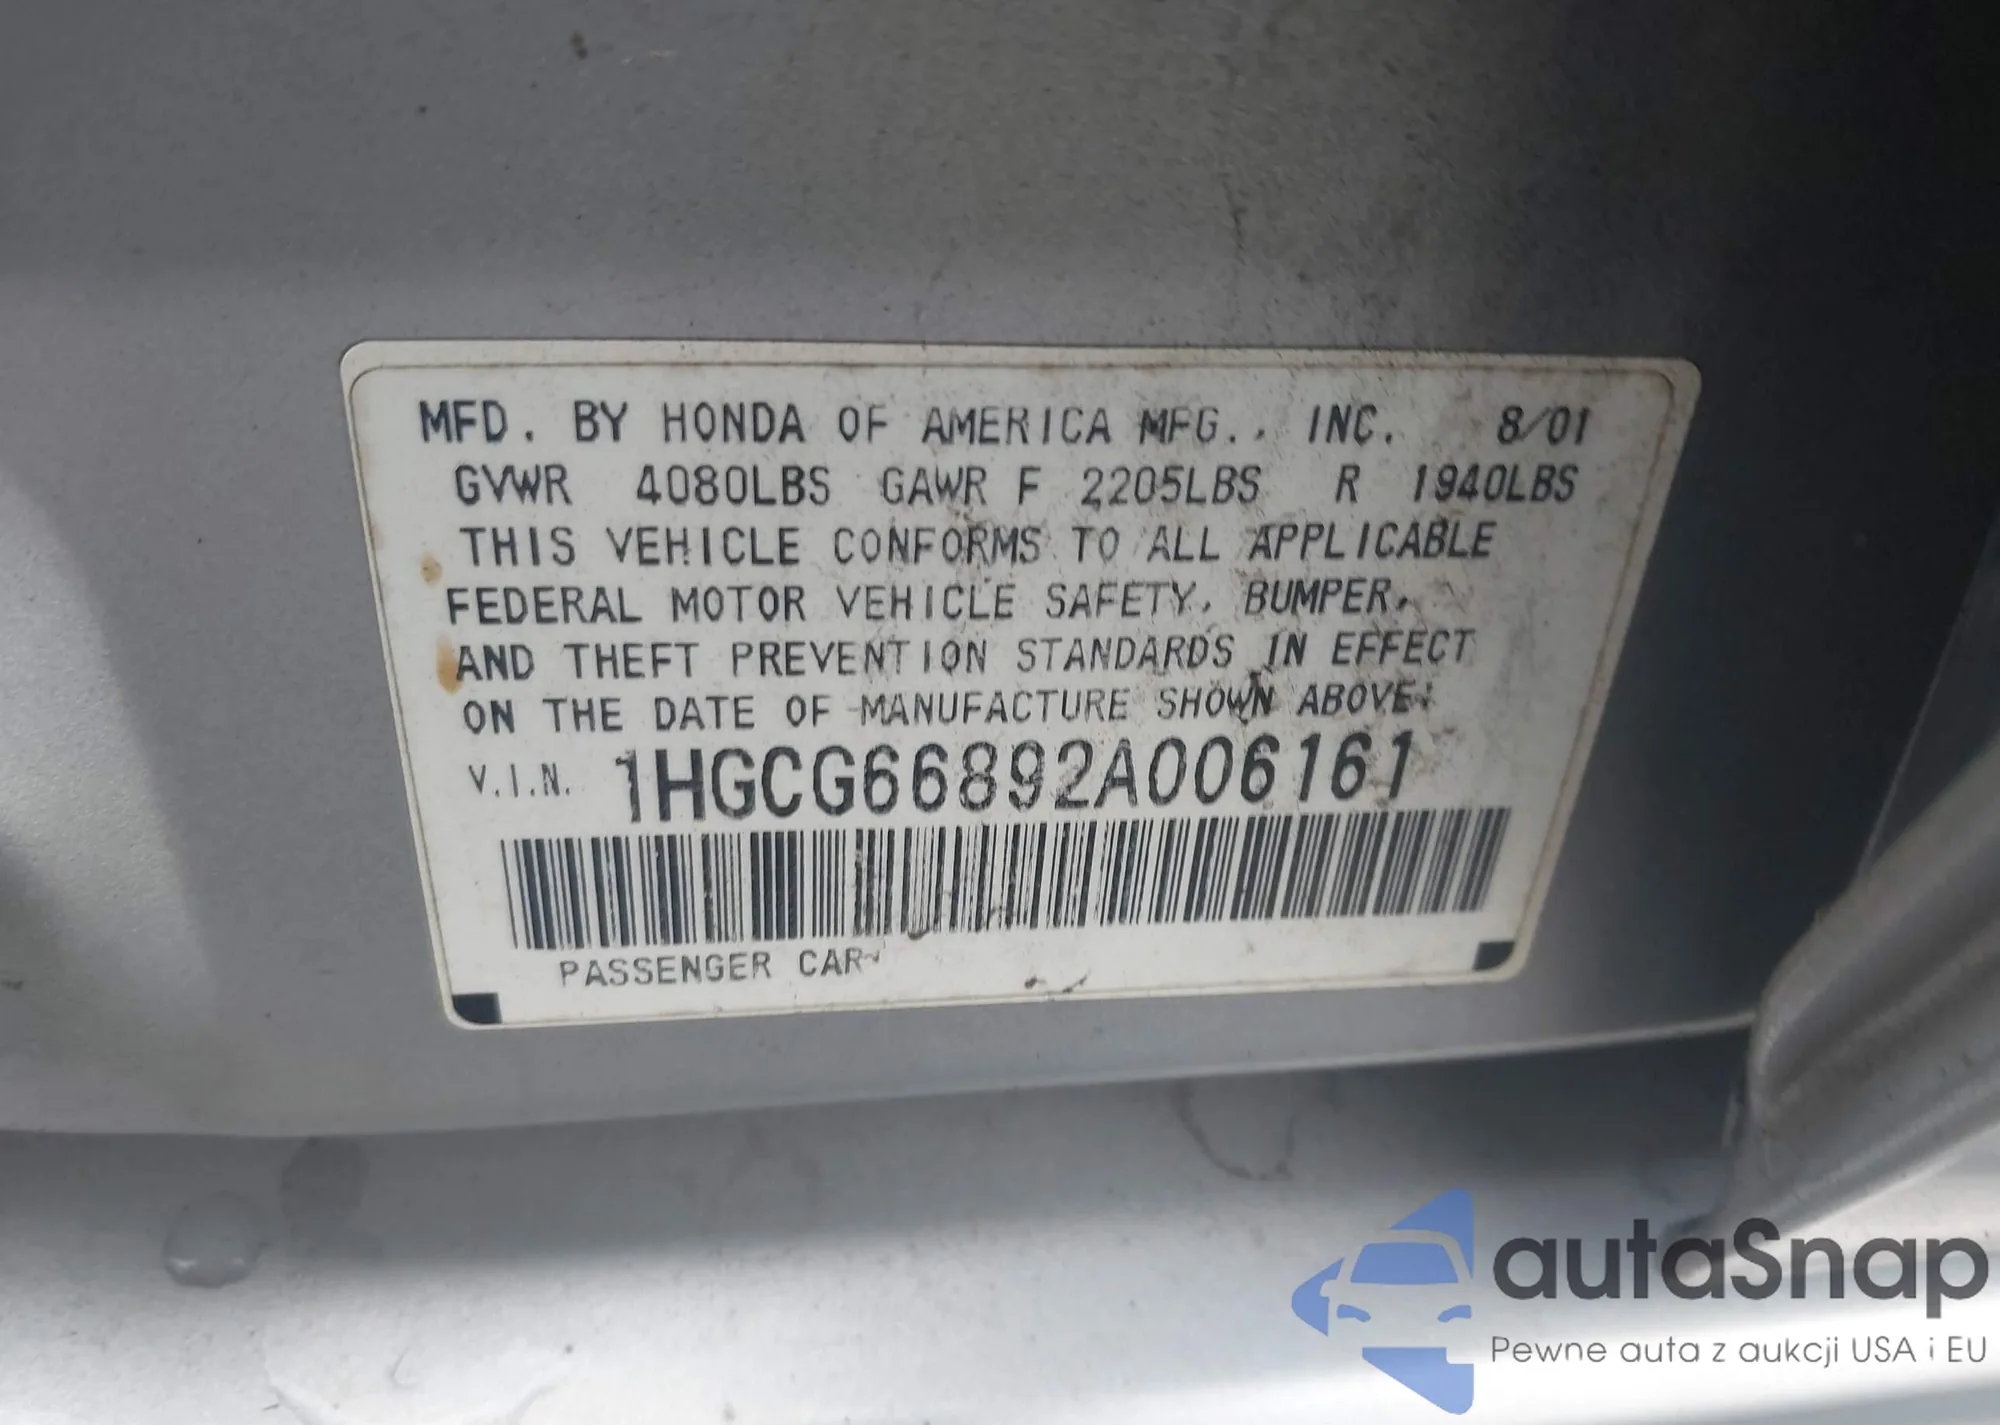 MFD. BY HONDA OF AMERICA MFG., INC. 8/01
GVWR 4080LBS GAWR F 2205LBS R 1940LBS
THIS VEHICLE CONFORMS TO ALL APPLICABLE
FEDERAL MOTOR VEHICLE SAFETY, BUMPER,
AND THEFT PREVENTION STANDARDS IN EFFECT
ON THE DATE OF MANUFACTURE SHOWN ABOVE.
V.I.N. 1HGCG66892A006161
PASSENGER CAR
autaSnap
Pewne auta z aukcji USA i EU